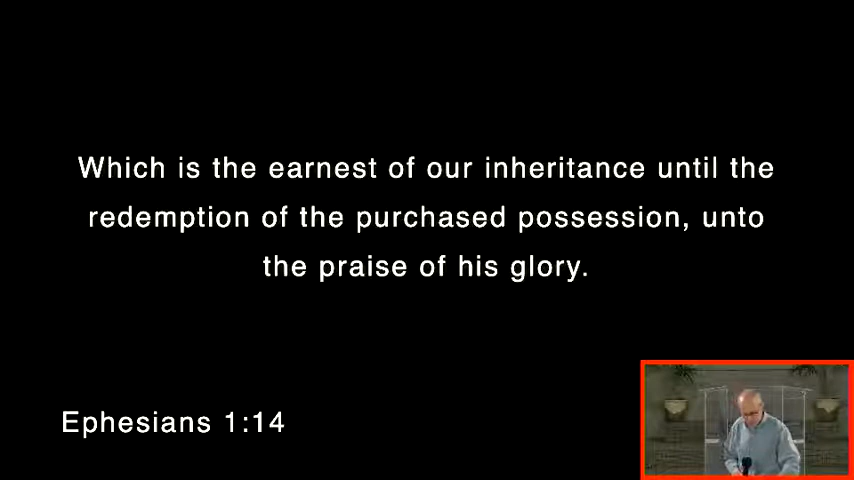 Which is the earnest of our inheritance until the
redemption of the purchased possession, unto
the praise of his glory.
Ephesians 1:14